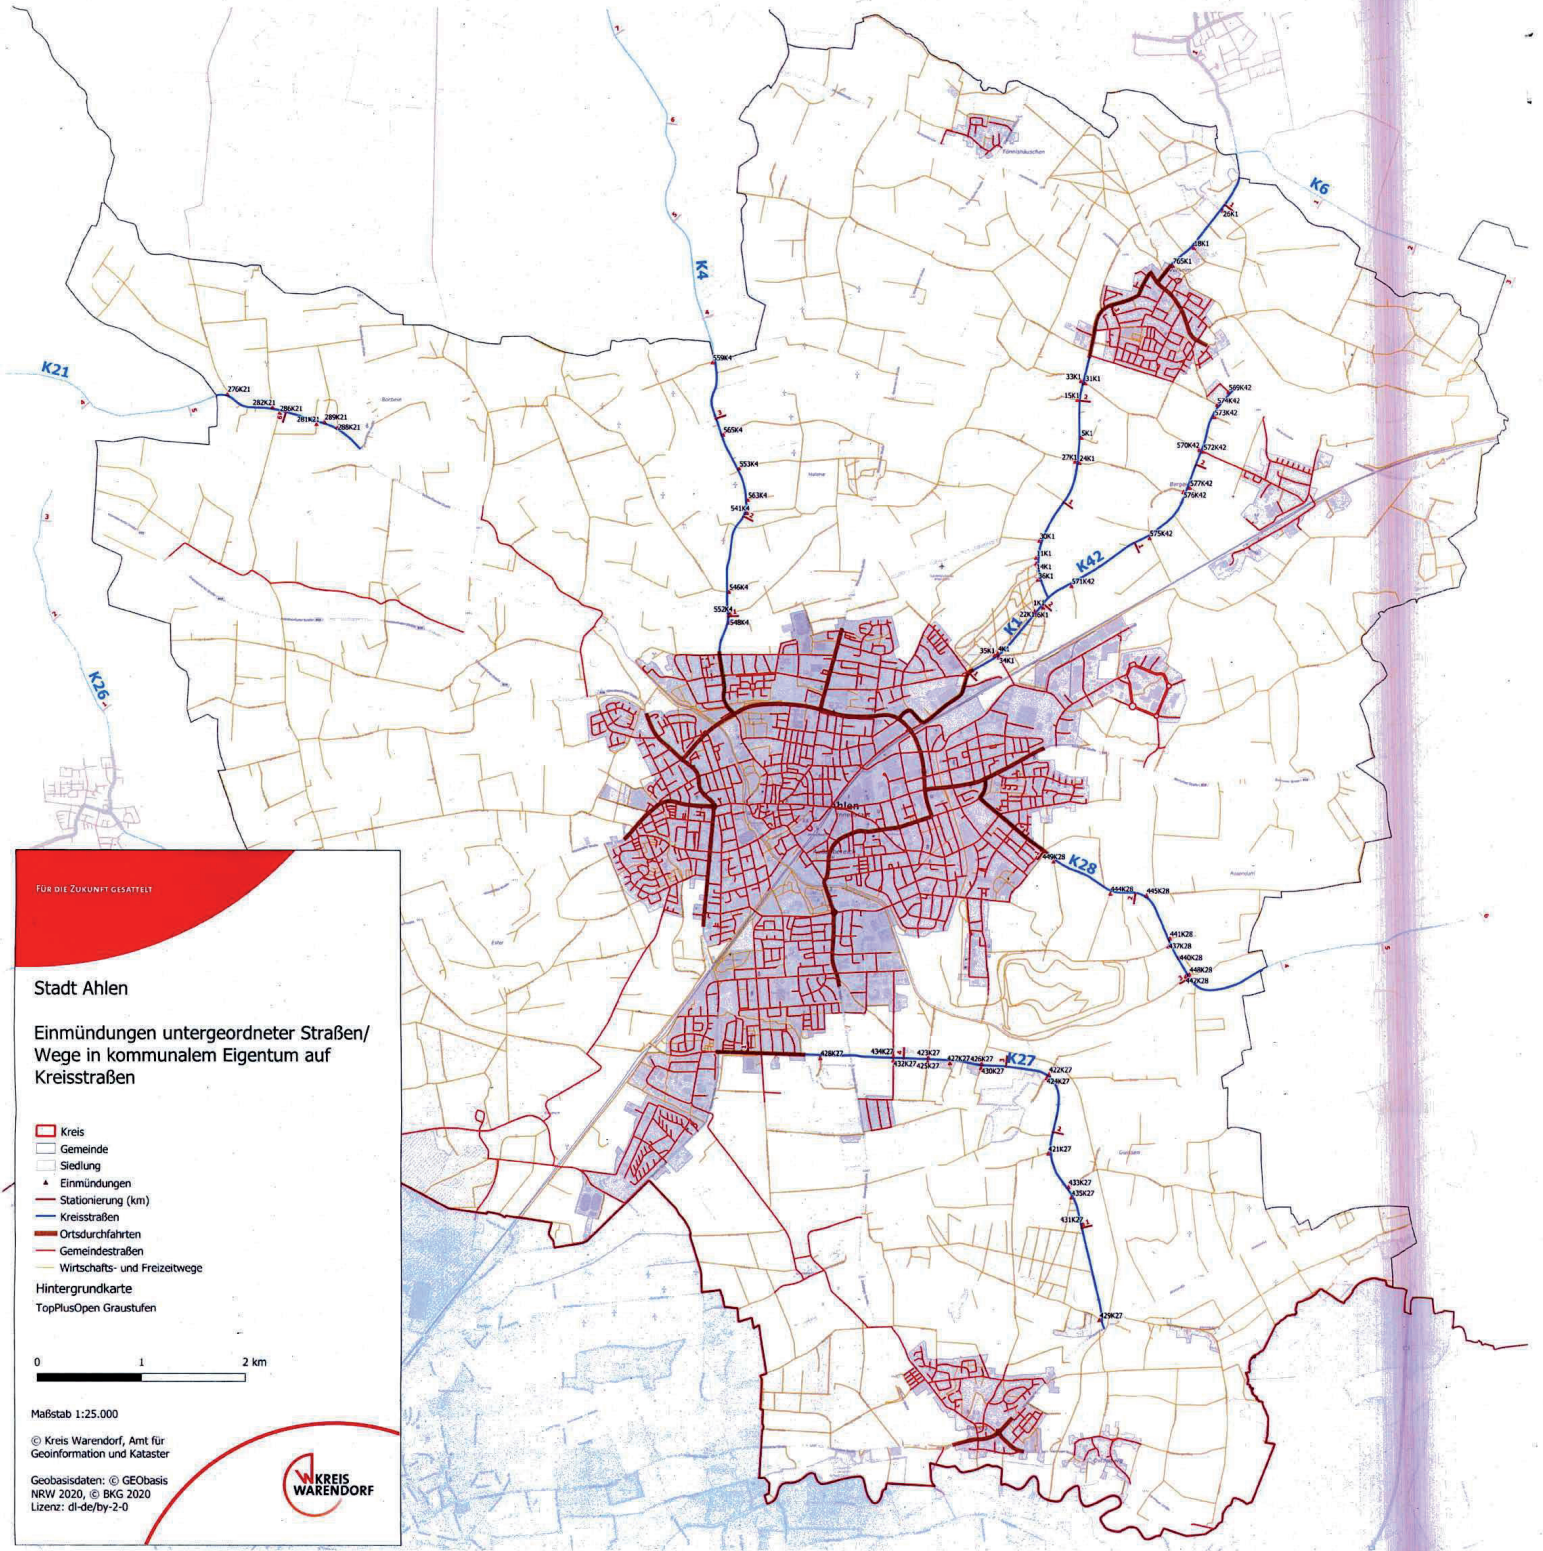 K6
26K1
18K1
765K1
K4
559K4
K21
276K21
282K21
286K21
281K21
289K21
288K21
33K1
31K1
15K1
569K42
574K42
573K42
565K4
5K1
570K42
572K42
553K4
27K1
24K1
577K42
576K42
563K4
541K4
30K1
11K1
14K1
36K1
575K42
K42
571K42
546K4
552K4
548K4
1K1
22K1
6K1
K1
35K1
4K1
34K1
K26
Ahlen
449K28
K28
444K28
445K28
441K28
437K28
440K28
448K28
447K28
428K27
434K27
432K27
423K27
425K27
427K27
426K27
430K27
K27
422K27
424K27
421K27
433K27
435K27
431K27
429K27
FÜR DIE ZUKUNFT GESATTELT
Stadt Ahlen
Einmündungen untergeordneter Straßen/
Wege in kommunalem Eigentum auf
Kreisstraßen
Kreis
Gemeinde
Siedlung
Einmündungen
Stationierung (km)
Kreisstraßen
Ortsdurchfahrten
Gemeindestraßen
Wirtschafts- und Freizeitwege
Hintergrundkarte
TopPlusOpen Graustufen
0 1 2 km
Maßstab 1:25.000
© Kreis Warendorf, Amt für
Geoinformation und Kataster
Geobasisdaten: © GEObasis
NRW 2020, © BKG 2020
Lizenz: dl-de/by-2-0
KREIS
WARENDORF